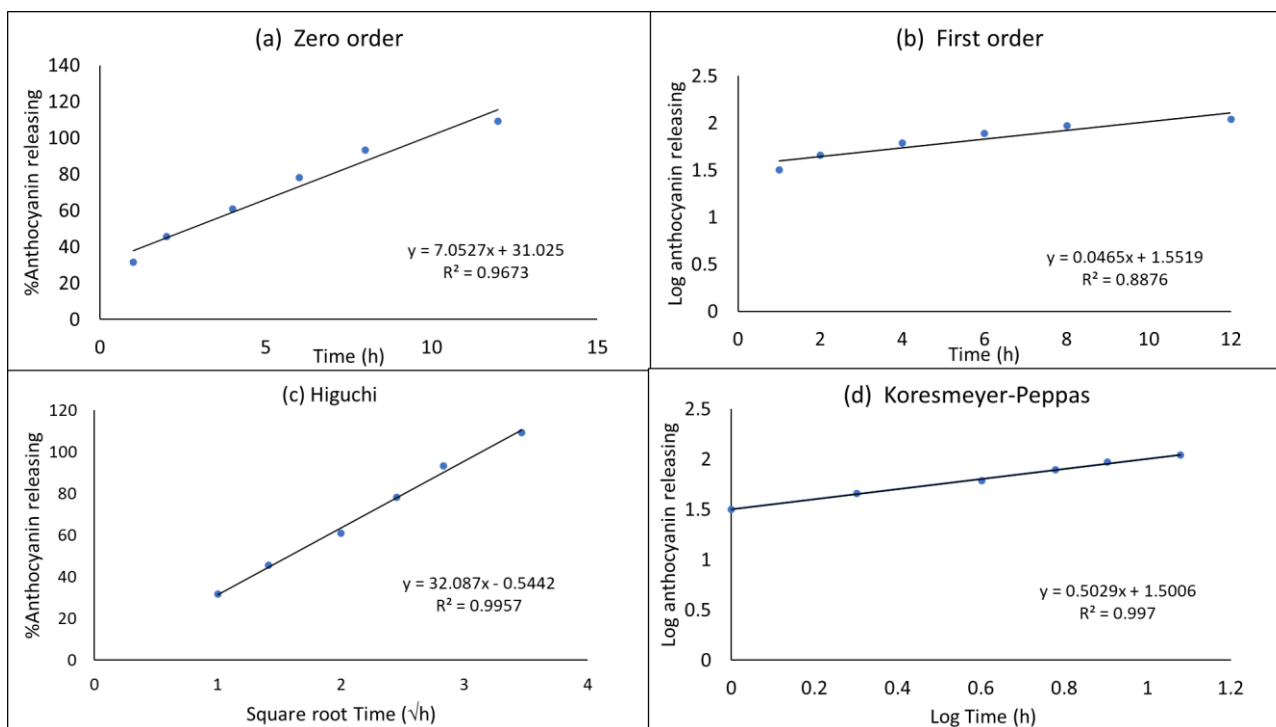 (a) Zero order
%Anthocyanin releasing
140
120
100
80
60
40
20
0
y = 7.0527x + 31.025
R² = 0.9673
0 5 10 15
Time (h)
(b) First order
Log anthocyanin releasing
2.5
2
1.5
1
0.5
0
y = 0.0465x + 1.5519
R² = 0.8876
0 2 4 6 8 10 12
Time (h)
(c) Higuchi
%Anthocyanin releasing
120
100
80
60
40
20
0
y = 32.087x - 0.5442
R² = 0.9957
0 1 2 3 4
Square root Time (√h)
(d) Koresmeyer-Peppas
Log anthocyanin releasing
2.5
2
1.5
1
0.5
0
y = 0.5029x + 1.5006
R² = 0.997
0 0.2 0.4 0.6 0.8 1 1.2
Log Time (h)